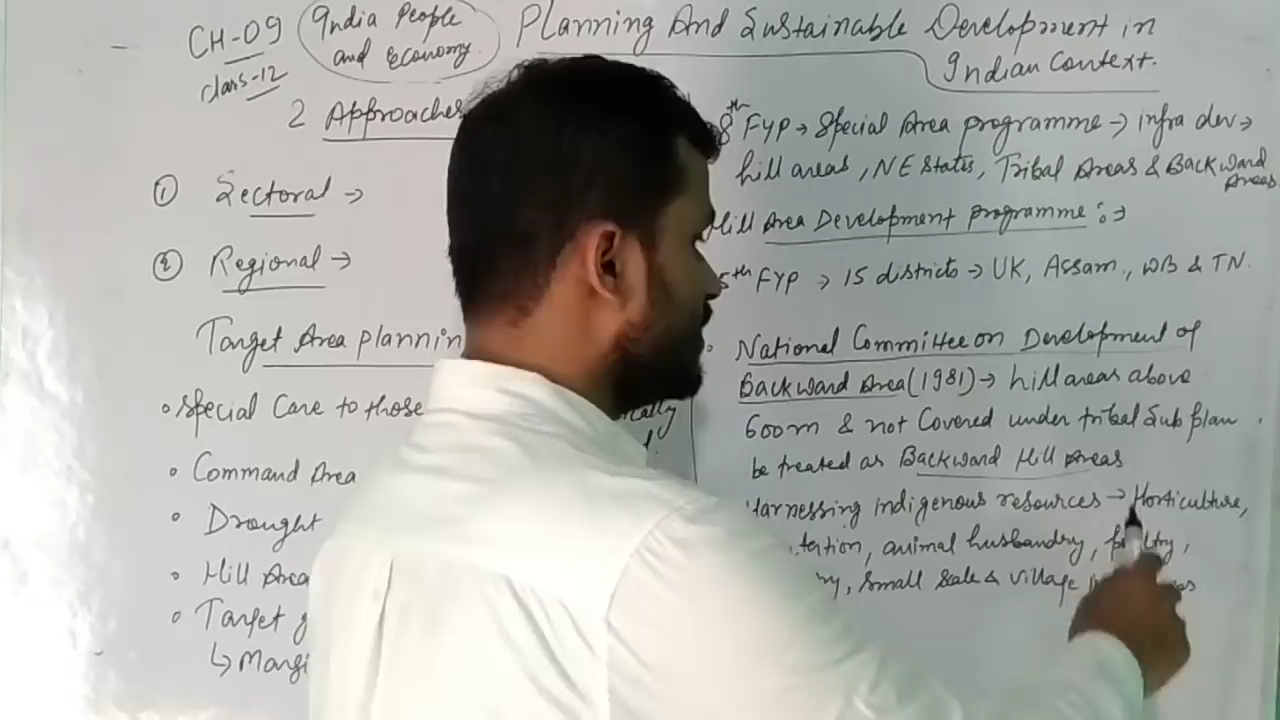 CH-09
Class-12
India People
and Economy
Planning And Sustainable Development in
Indian Context.
2 Approaches
① Sectoral →
② Regional →
Target Area plannin
• Special Care to those
• Command Area
• Drought
• Hill Area
• Target g
↳ Margi
8th FYP → Special Area programme → infra dev →
hill areas, NE States, Tribal Areas & Backward
Areas
Hill Area Development programme :→
5th FYP → 15 districts → UK, Assam, WB & TN.
• National Committee on Development of
Backward Area (1981) → hill areas above
600m & not Covered under tribal Sub plan.
be treated as Backward Hill Areas
Harnessing indigenous resources → Horticulture,
animal husbandry,
small scale & village